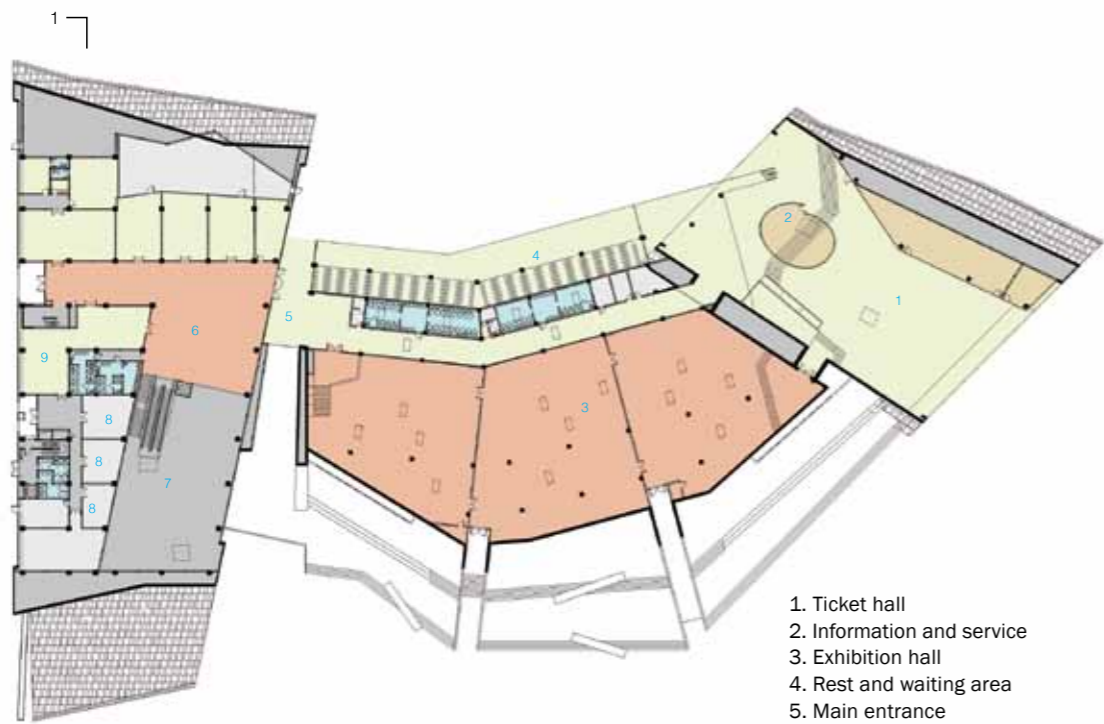 1
2
1
4
5
6
3
9
8
8
7
8
1. Ticket hall
2. Information and service
3. Exhibition hall
4. Rest and waiting area
5. Main entrance